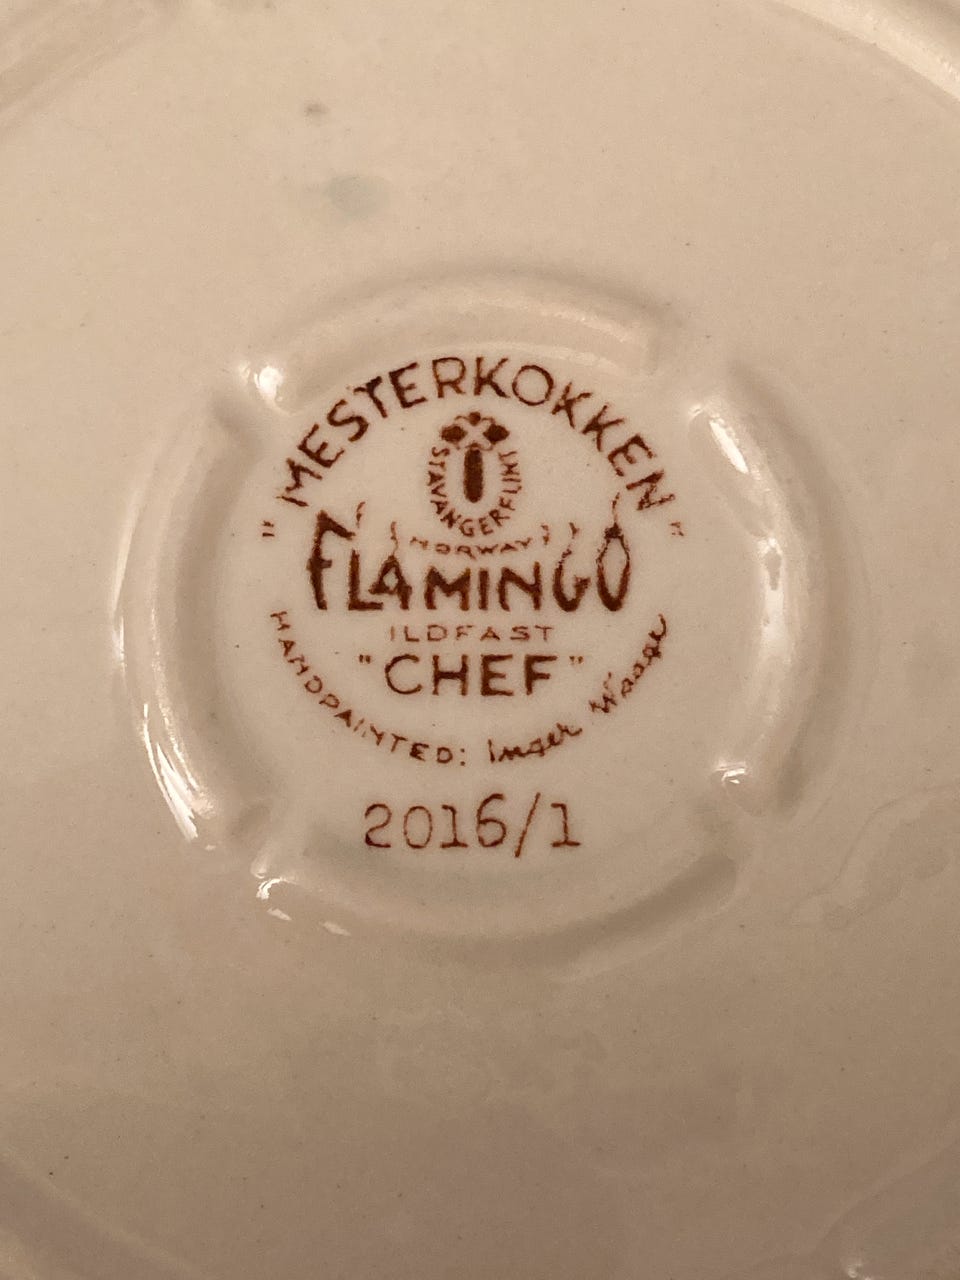 "MESTERKOKKEN"
STAVANGERFLINT
NORWAY
FLAMINGO
ILDFAST
"CHEF"
HANDPAINTED: Inger Waage
2016/1